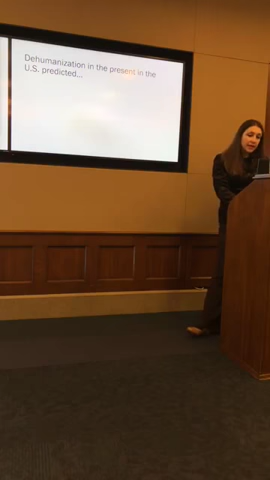 Dehumanization in the present in the
U.S. predicted...